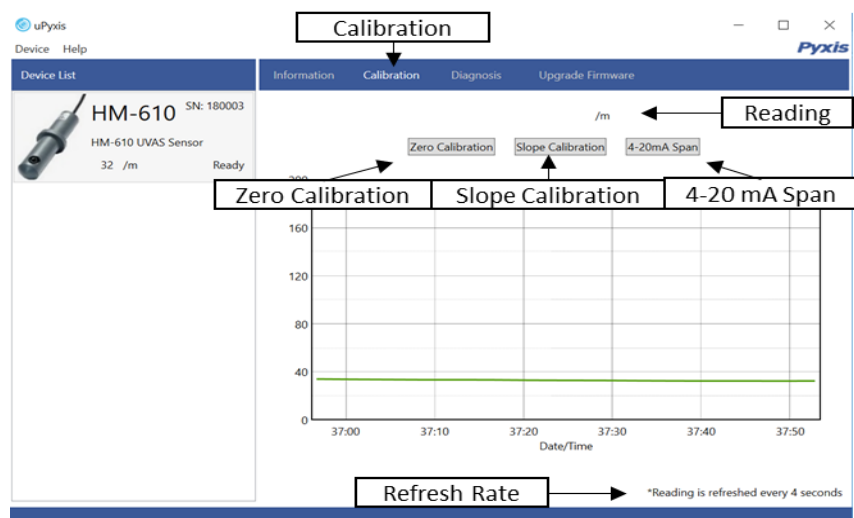 uPyxis
Calibration
Device Help
Pyxis
Device List
Information Calibration Diagnosis Upgrade Firmware
HM-610 SN: 180003
HM-610 UVAS Sensor
32 /m Ready
/m
Reading
Zero Calibration Slope Calibration 4-20mA Span
Zero Calibration Slope Calibration 4-20 mA Span
160
120
80
40
0
37:00 37:10 37:20 37:30 37:40 37:50
Date/Time
Refresh Rate
*Reading is refreshed every 4 seconds